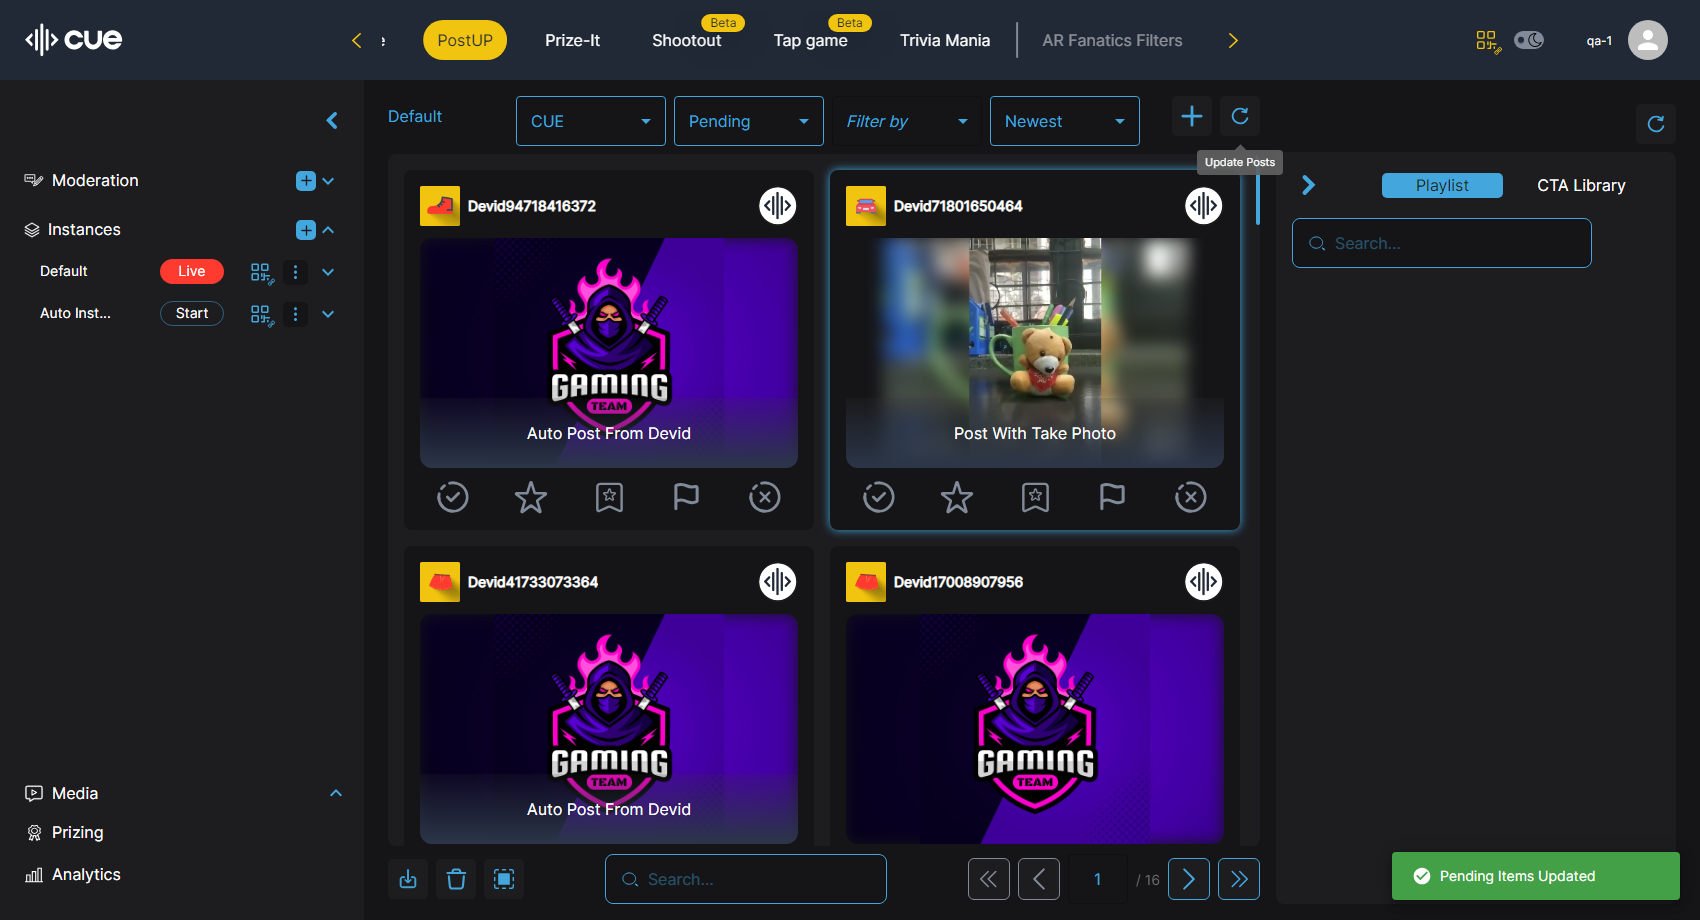 cue
e
PostUP
Prize-It
Beta
Shootout
Beta
Tap game
Trivia Mania
AR Fanatics Filters
qa-1
Moderation
Instances
Default
Live
Auto Inst...
Start
Media
Prizing
Analytics
Default
CUE
Pending
Filter by
Newest
Update Posts
Devid94718416372
GAMING
TEAM
Auto Post From Devid
Devid71801650464
Post With Take Photo
Devid41733073364
GAMING
TEAM
Auto Post From Devid
Devid17008907956
GAMING
TEAM
Search...
1
/ 16
Playlist
CTA Library
Search...
Pending Items Updated